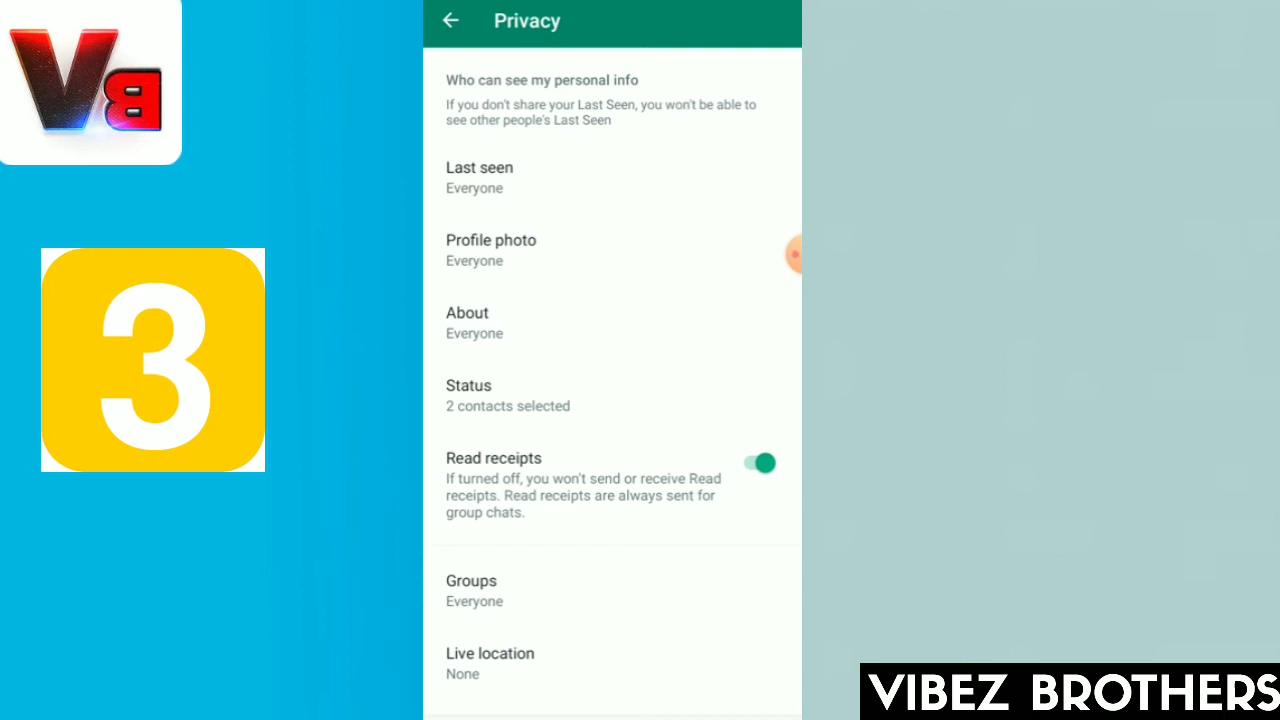 VB
3
Privacy
Who can see my personal info
If you don't share your Last Seen, you won't be able to
see other people's Last Seen
Last seen
Everyone
Profile photo
Everyone
About
Everyone
Status
2 contacts selected
Read receipts
If turned off, you won't send or receive Read
receipts. Read receipts are always sent for
group chats.
Groups
Everyone
Live location
None
VIBEZ BROTHERS